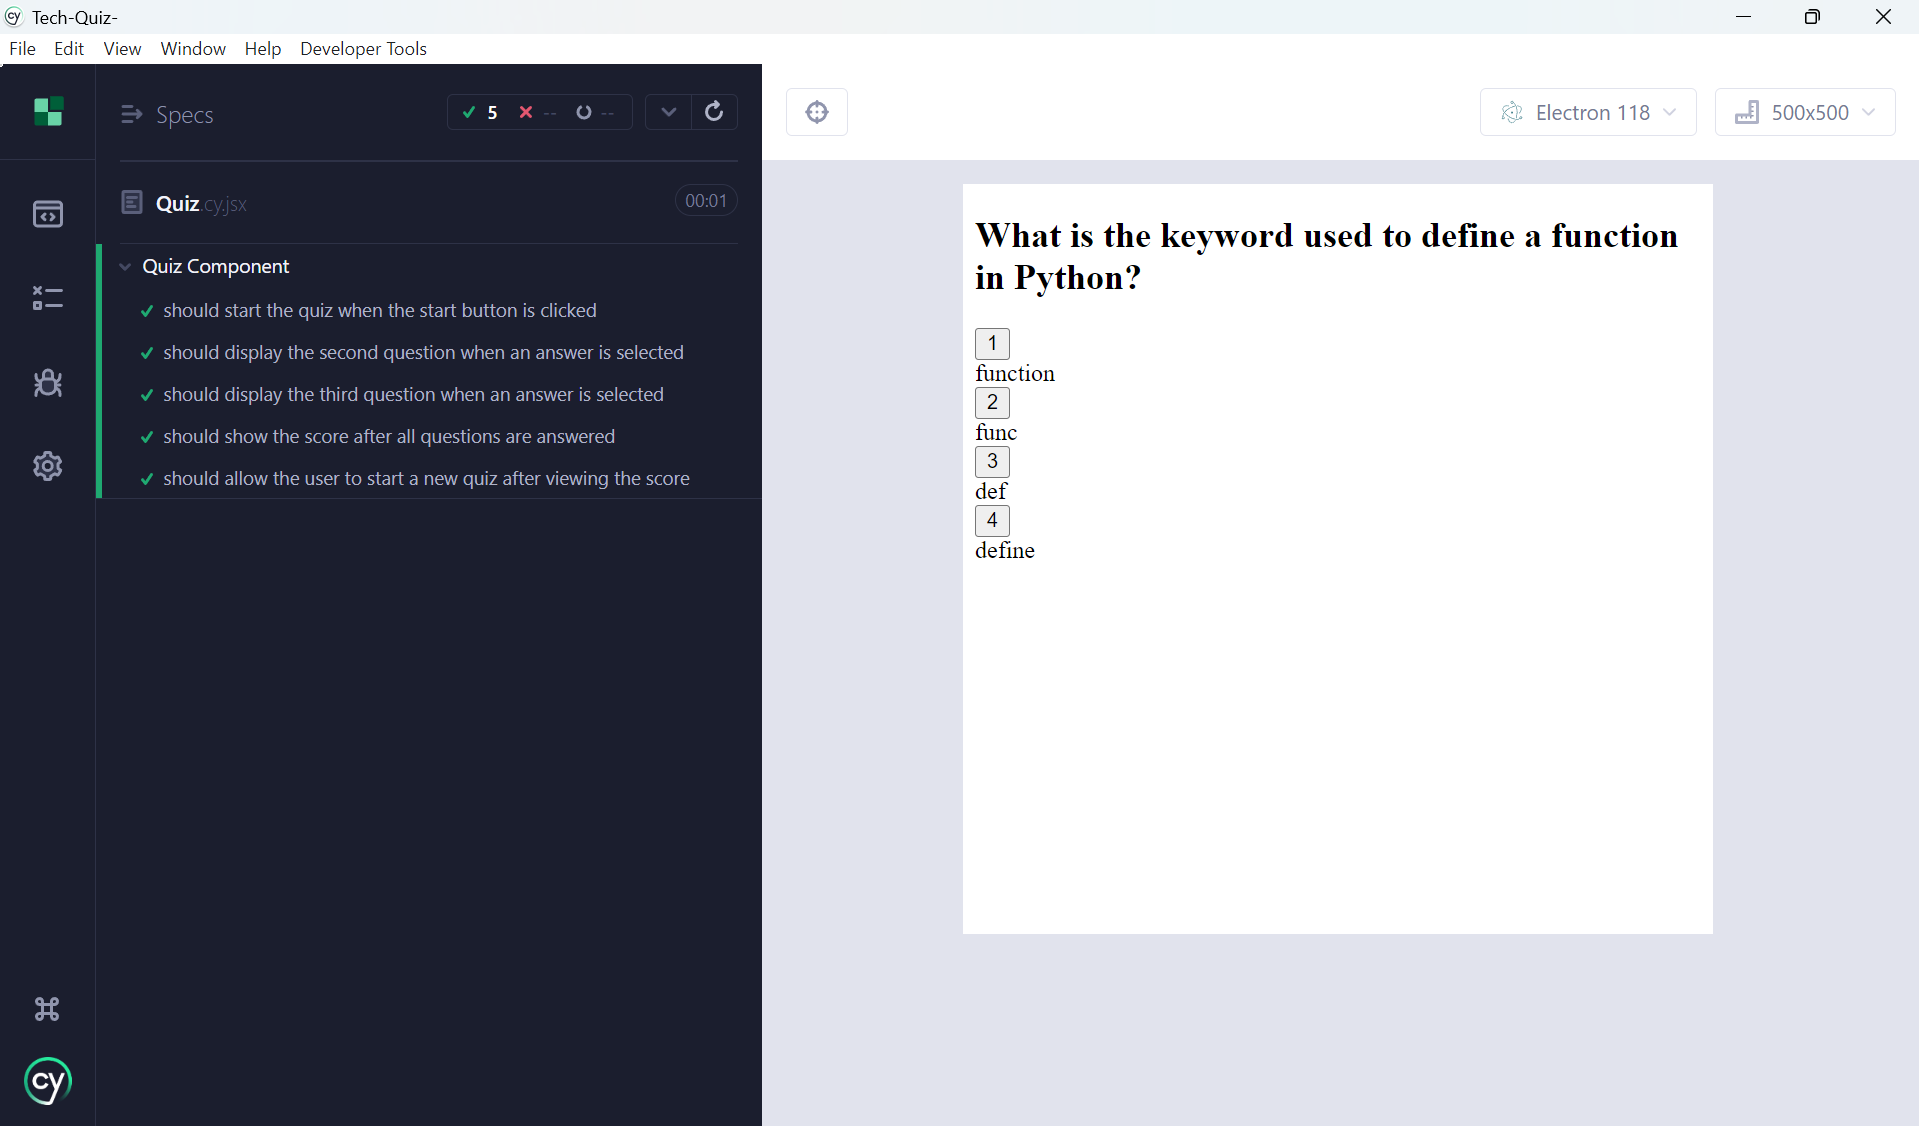 cy Tech-Quiz-
File Edit View Window Help Developer Tools
Specs 5 -- --
Electron 118 500x500
Quiz.cy.jsx 00:01
Quiz Component
should start the quiz when the start button is clicked
should display the second question when an answer is selected
should display the third question when an answer is selected
should show the score after all questions are answered
should allow the user to start a new quiz after viewing the score
cy
What is the keyword used to define a function
in Python?
1
function
2
func
3
def
4
define